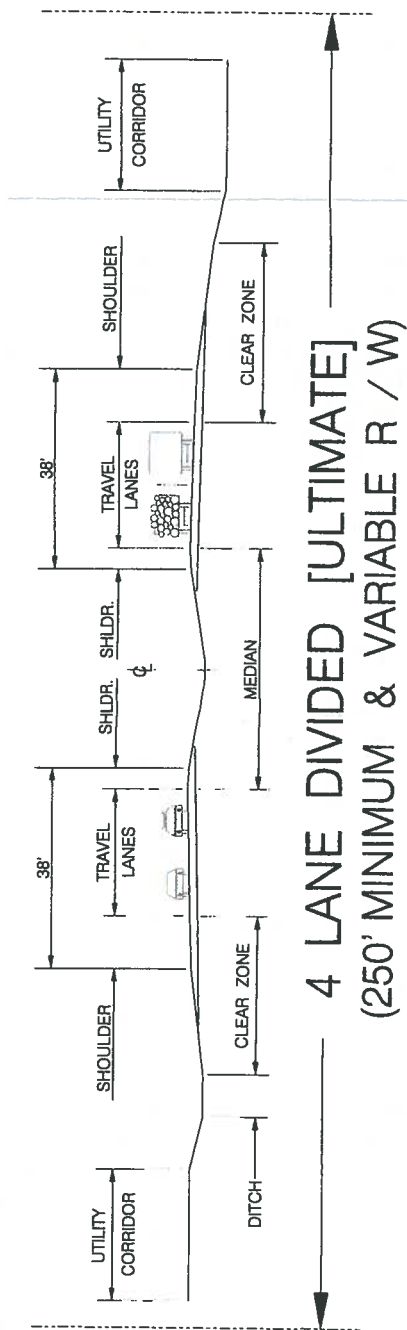 38'
38'
UTILITY
CORRIDOR
SHOULDER
TRAVEL
LANES
SHLDR.
SHLDR.
TRAVEL
LANES
SHOULDER
UTILITY
CORRIDOR
℄
DITCH
CLEAR ZONE
MEDIAN
CLEAR ZONE
4 LANE DIVIDED [ULTIMATE]
(250' MINIMUM & VARIABLE R / W)